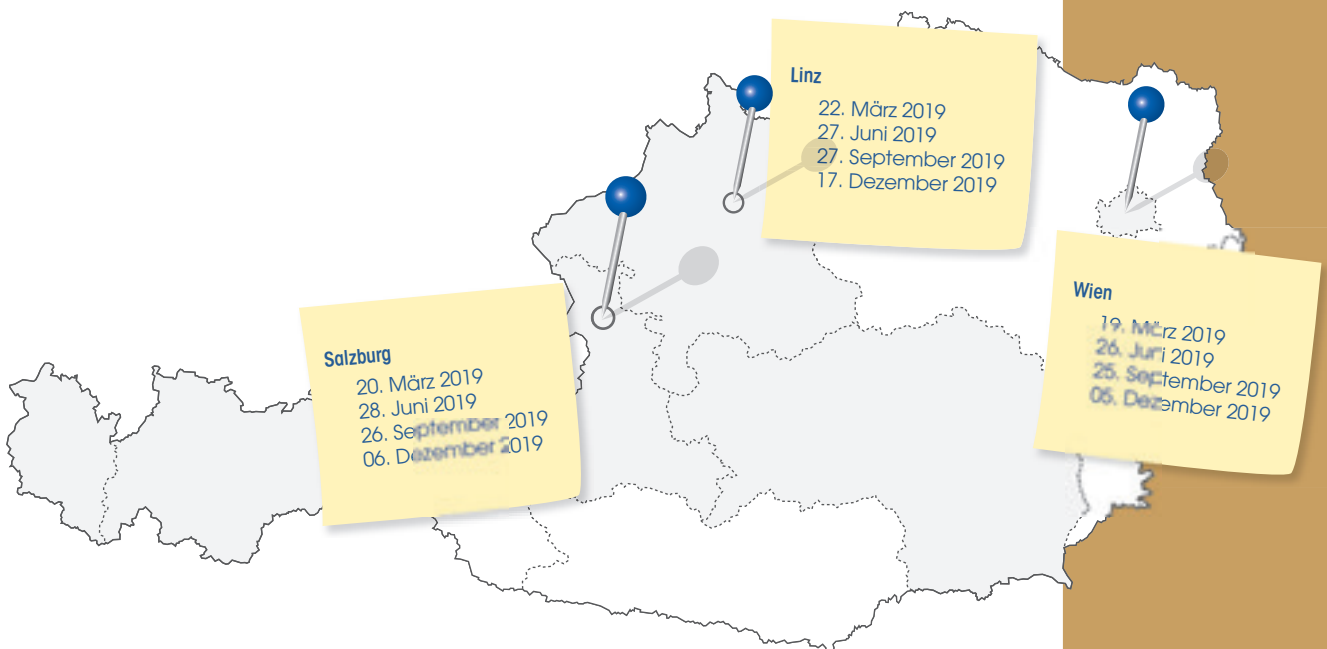 Linz
22. März 2019
27. Juni 2019
27. September 2019
17. Dezember 2019
Wien
19. März 2019
26. Juni 2019
25. September 2019
05. Dezember 2019
Salzburg
20. März 2019
28. Juni 2019
26. September 2019
06. Dezember 2019